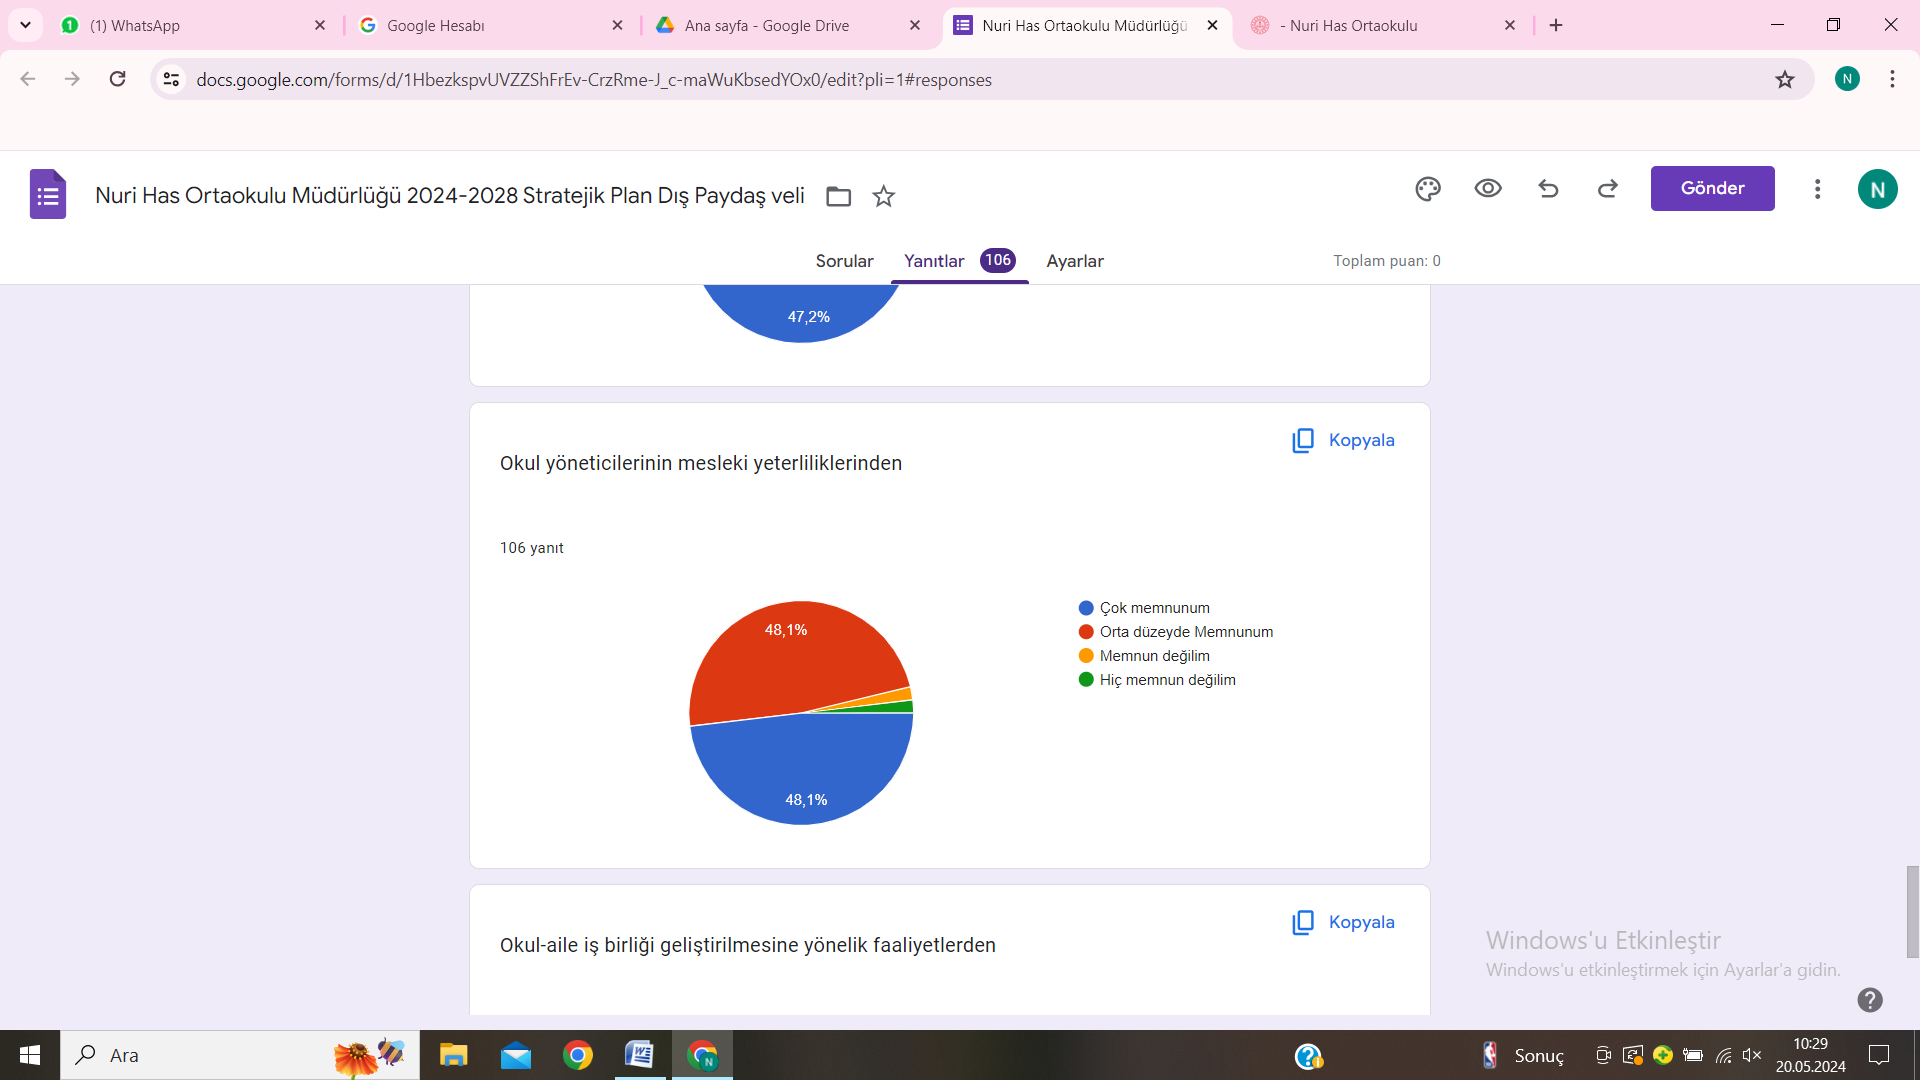 (1) WhatsApp
Google Hesabı
Ana sayfa - Google Drive
Nuri Has Ortaokulu Müdürlüğü
- Nuri Has Ortaokulu
docs.google.com/forms/d/1HbezkspvUVZZShFrEv-CrzRme-J_c-maWuKbsedYOx0/edit?pli=1#responses
N
Nuri Has Ortaokulu Müdürlüğü 2024-2028 Stratejik Plan Dış Paydaş veli
Gönder
N
Sorular
Yanıtlar 106
Ayarlar
Toplam puan: 0
47,2%
Kopyala
Okul yöneticilerinin mesleki yeterliliklerinden
106 yanıt
Çok memnunum
Orta düzeyde Memnunum
Memnun değilim
Hiç memnun değilim
48,1%
48,1%
Kopyala
Okul-aile iş birliği geliştirilmesine yönelik faaliyetlerden
Windows'u Etkinleştir
Windows'u etkinleştirmek için Ayarlar'a gidin.
Ara
Sonuç
10:29
20.05.2024